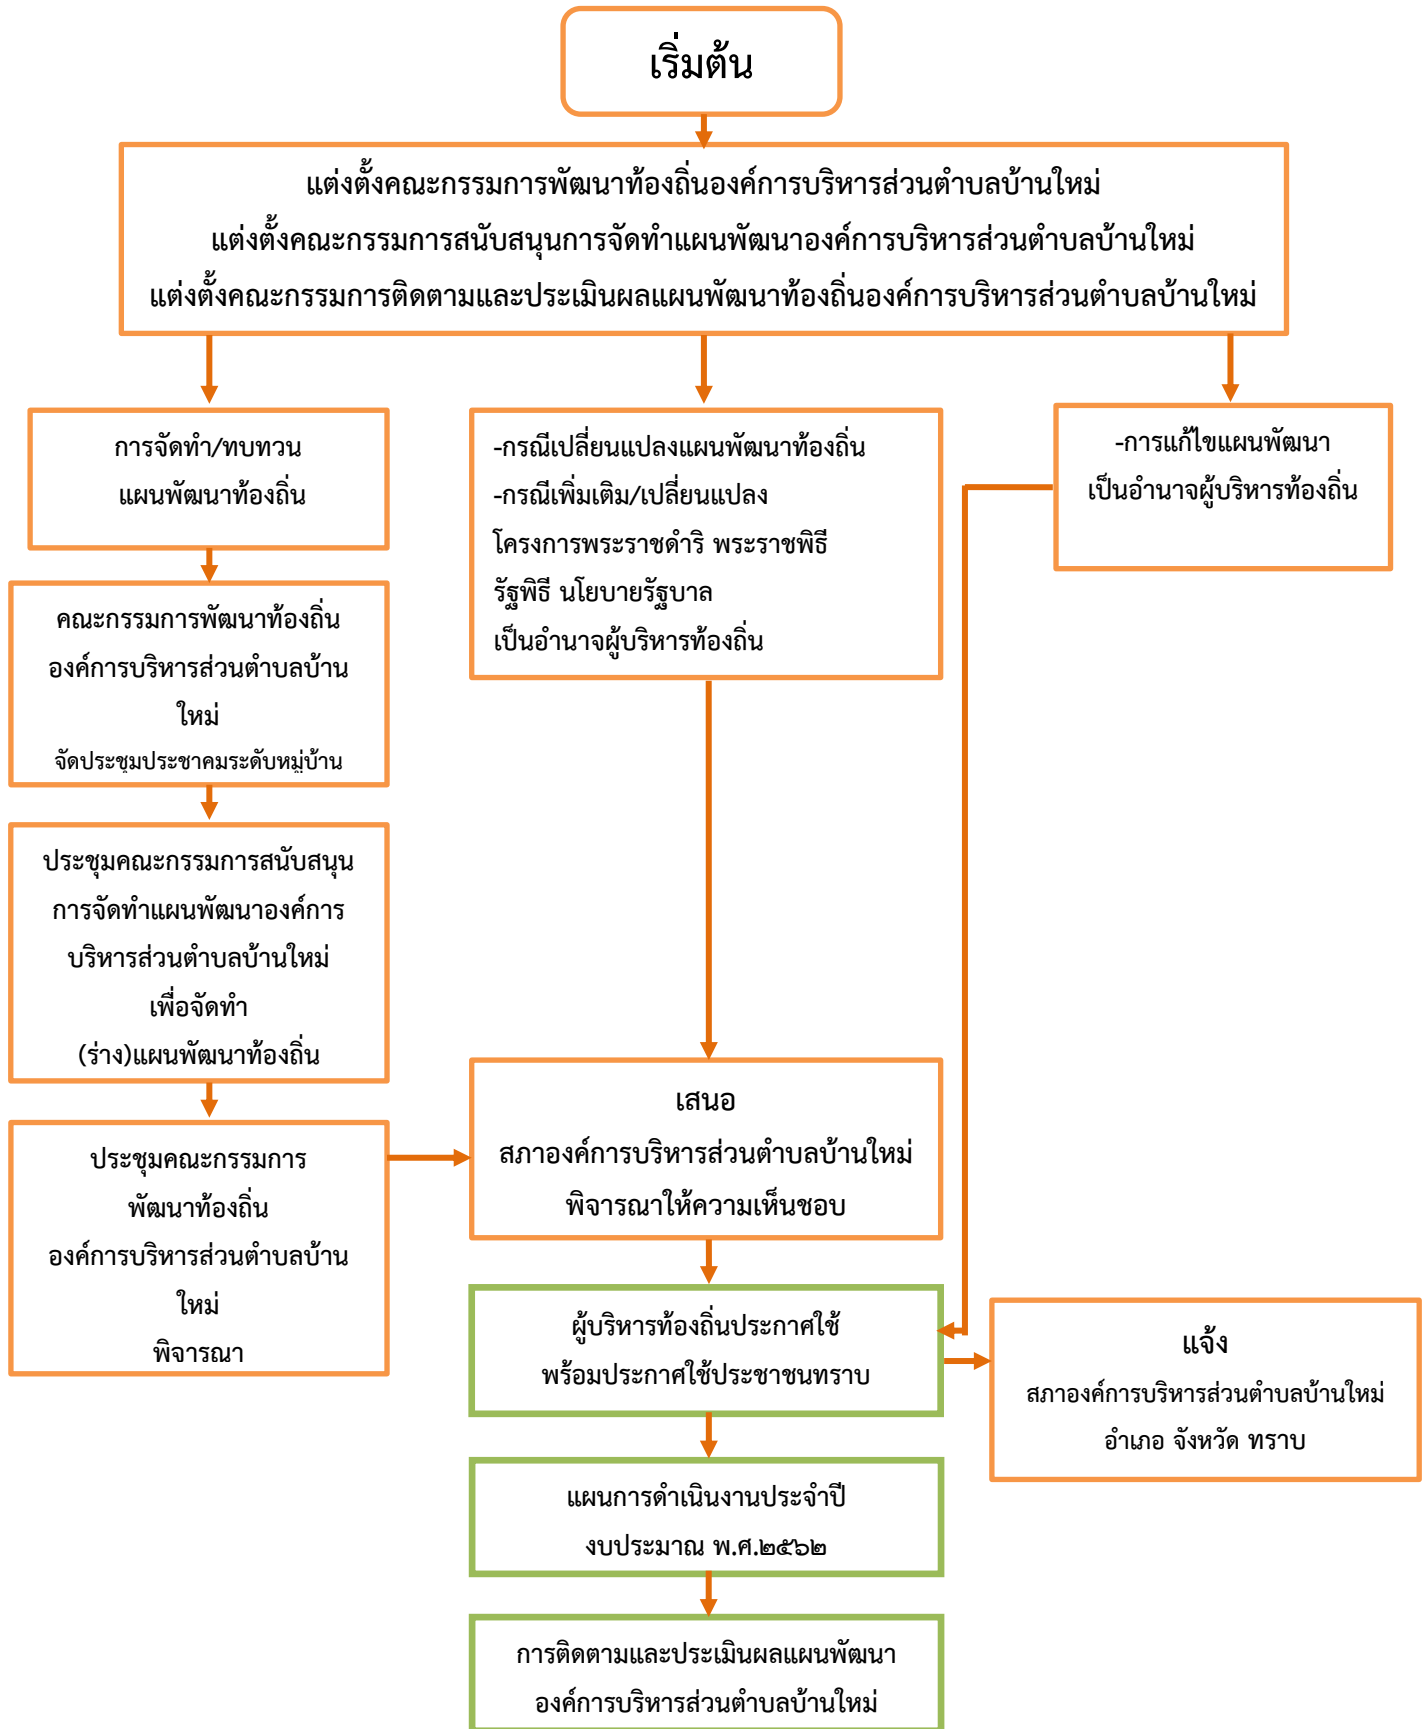 เริ่มต้น
แต่งตั้งคณะกรรมการพัฒนาท้องถิ่นองค์การบริหารส่วนตำบลบ้านใหม่
แต่งตั้งคณะกรรมการสนับสนุนการจัดทำแผนพัฒนาองค์การบริหารส่วนตำบลบ้านใหม่
แต่งตั้งคณะกรรมการติดตามและประเมินผลแผนพัฒนาท้องถิ่นองค์การบริหารส่วนตำบลบ้านใหม่
การจัดทำ/ทบทวน
แผนพัฒนาท้องถิ่น
-กรณีเปลี่ยนแปลงแผนพัฒนาท้องถิ่น
-กรณีเพิ่มเติม/เปลี่ยนแปลง
โครงการพระราชดำริ พระราชพิธี
รัฐพิธี นโยบายรัฐบาล
เป็นอำนาจผู้บริหารท้องถิ่น
-การแก้ไขแผนพัฒนา
เป็นอำนาจผู้บริหารท้องถิ่น
คณะกรรมการพัฒนาท้องถิ่น
องค์การบริหารส่วนตำบลบ้าน
ใหม่
จัดประชุมประชาคมระดับหมู่บ้าน
ประชุมคณะกรรมการสนับสนุน
การจัดทำแผนพัฒนาองค์การ
บริหารส่วนตำบลบ้านใหม่
เพื่อจัดทำ
(ร่าง)แผนพัฒนาท้องถิ่น
ประชุมคณะกรรมการ
พัฒนาท้องถิ่น
องค์การบริหารส่วนตำบลบ้าน
ใหม่
พิจารณา
เสนอ
สภาองค์การบริหารส่วนตำบลบ้านใหม่
พิจารณาให้ความเห็นชอบ
ผู้บริหารท้องถิ่นประกาศใช้
พร้อมประกาศใช้ประชาชนทราบ
แจ้ง
สภาองค์การบริหารส่วนตำบลบ้านใหม่
อำเภอ จังหวัด ทราบ
แผนการดำเนินงานประจำปี
งบประมาณ พ.ศ.๒๕๖๒
การติดตามและประเมินผลแผนพัฒนา
องค์การบริหารส่วนตำบลบ้านใหม่